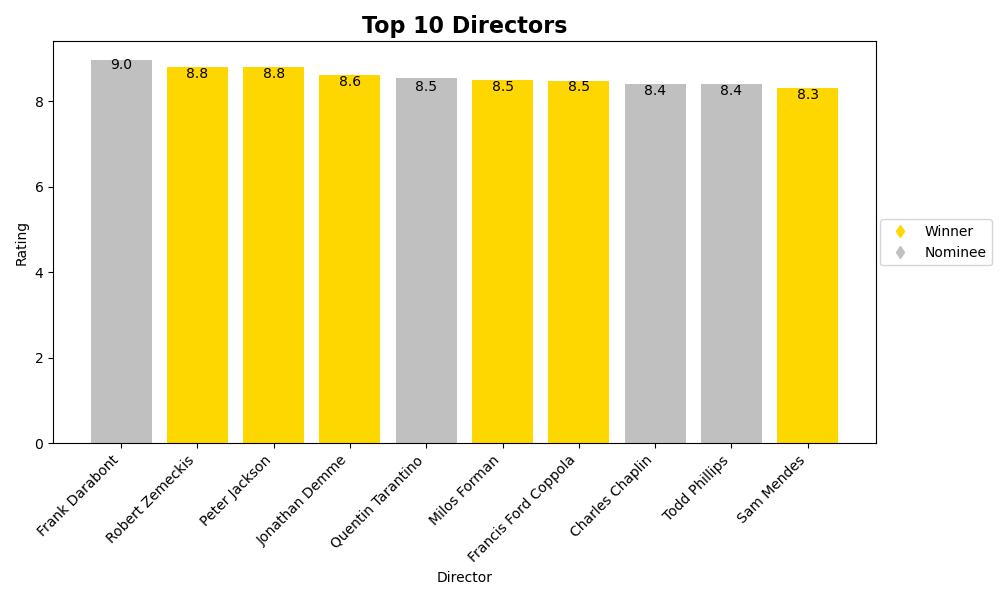 Top 10 Directors
9.0
8.8
8.8
8.6
8.5
8.5
8.5
8.4
8.4
8.3
8
6
4
2
0
Rating
Winner
Nominee
Frank Darabont
Robert Zemeckis
Peter Jackson
Jonathan Demme
Quentin Tarantino
Milos Forman
Francis Ford Coppola
Charles Chaplin
Todd Phillips
Sam Mendes
Director